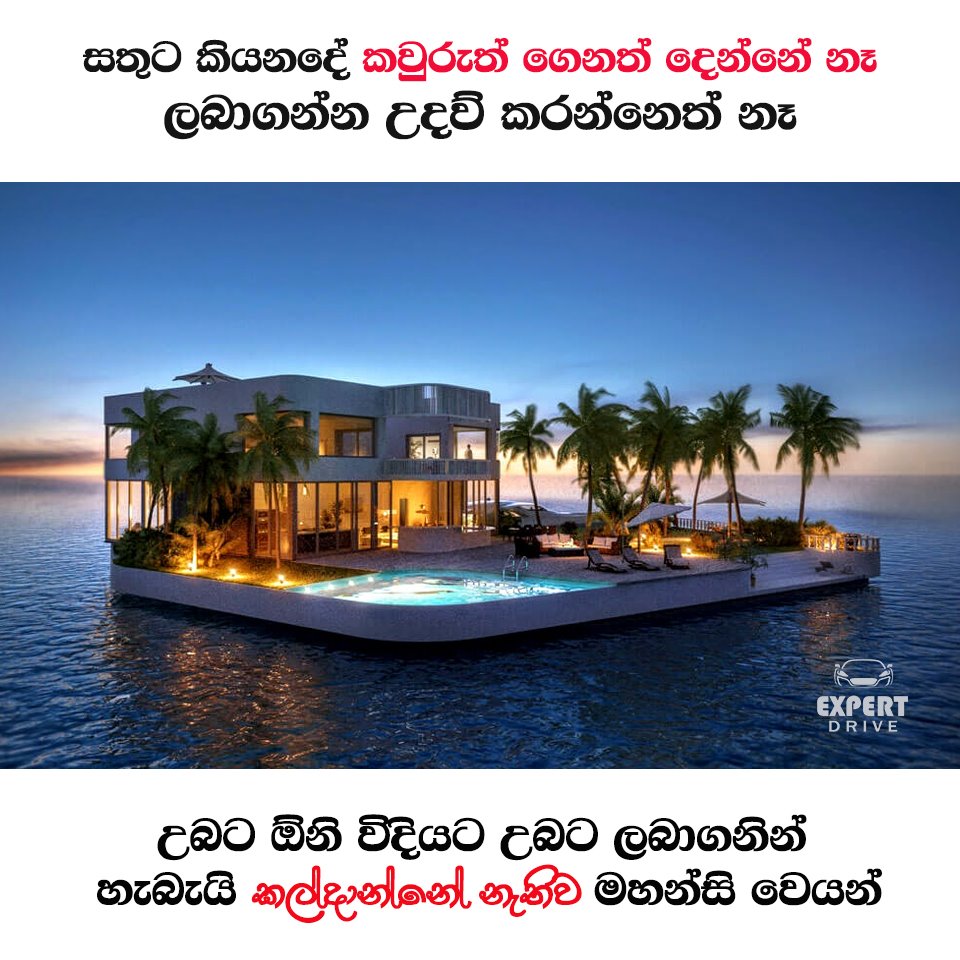 සතුට කියනදේ කවුරුත් ගෙනත් දෙන්නේ නෑ
ලබාගන්න උදව් කරන්නෙත් නෑ
EXPERT
DRIVE
උබට ඕනි විදියට උබට ලබාගනින්
හැබැයි කල්දාන්නේ නැතිව මහන්සි වෙයන්